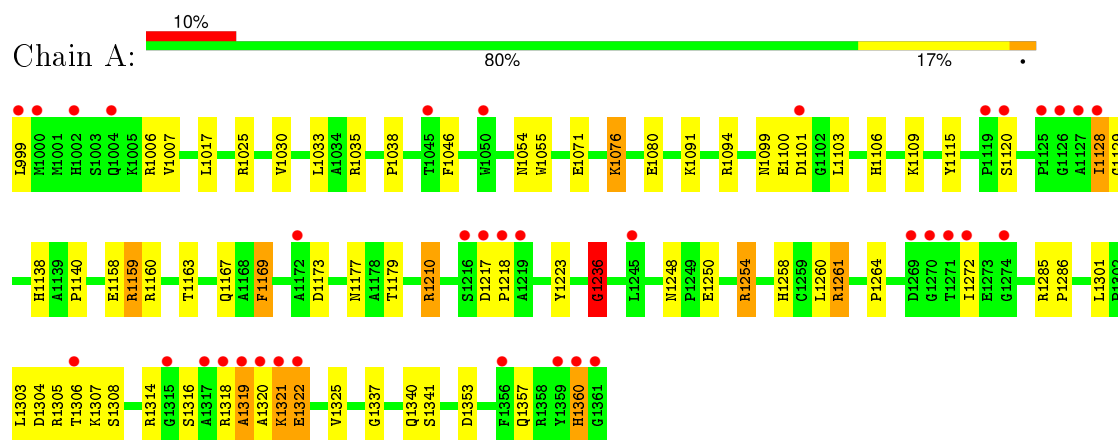 10%
Chain A:
80% 17% •
L999 M1000 M1001 H1002 S1003 Q1004 K1005 R1006 V1007 L1017 R1025 V1030 L1033 A1034 R1035 P1038 T1045 F1046 W1050 N1054 W1055 E1071 K1076 E1080 K1091 R1094 N1099 E1100 D1101 G1102 L1103 H1106 K1109 Y1115 P1119 S1120 P1125 G1126 A1127 I1128
H1138 A1139 P1140 E1158 R1159 R1160 T1163 Q1167 A1168 F1169 A1172 D1173 N1177 A1178 T1179 R1210 S1216 D1217 P1218 A1219 Y1223 G1236 L1245 N1248 P1249 E1250 R1254 H1258 C1259 L1260 R1261 P1264 D1269 G1270 T1271 I1272 E1273 G1274 R1285 P1286 L1301
L1303 D1304 R1305 T1306 K1307 S1308 R1314 G1315 S1316 A1317 R1318 A1319 A1320 K1321 E1322 V1325 G1337 Q1340 S1341 D1353 F1356 Q1357 R1358 Y1359 H1360 G1361